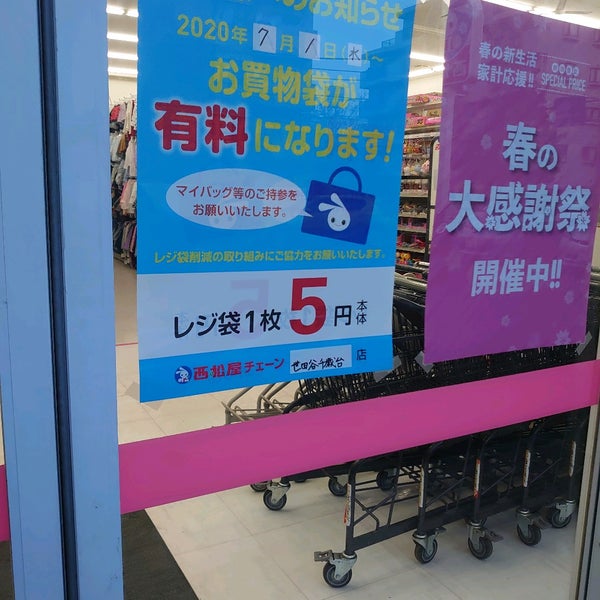 のお知らせ
2020年7月1日(水)~
お買物袋が
有料になります!
マイバッグ等のご持参を
お願いいたします。
レジ袋削減の取り組みにご協力をお願いいたします。
レジ袋1枚5円本体
西松屋チェーン 世田谷千歳台店
春の新生活
家計応援!!
SPECIAL PRICE
春の
大感謝祭
開催中!!